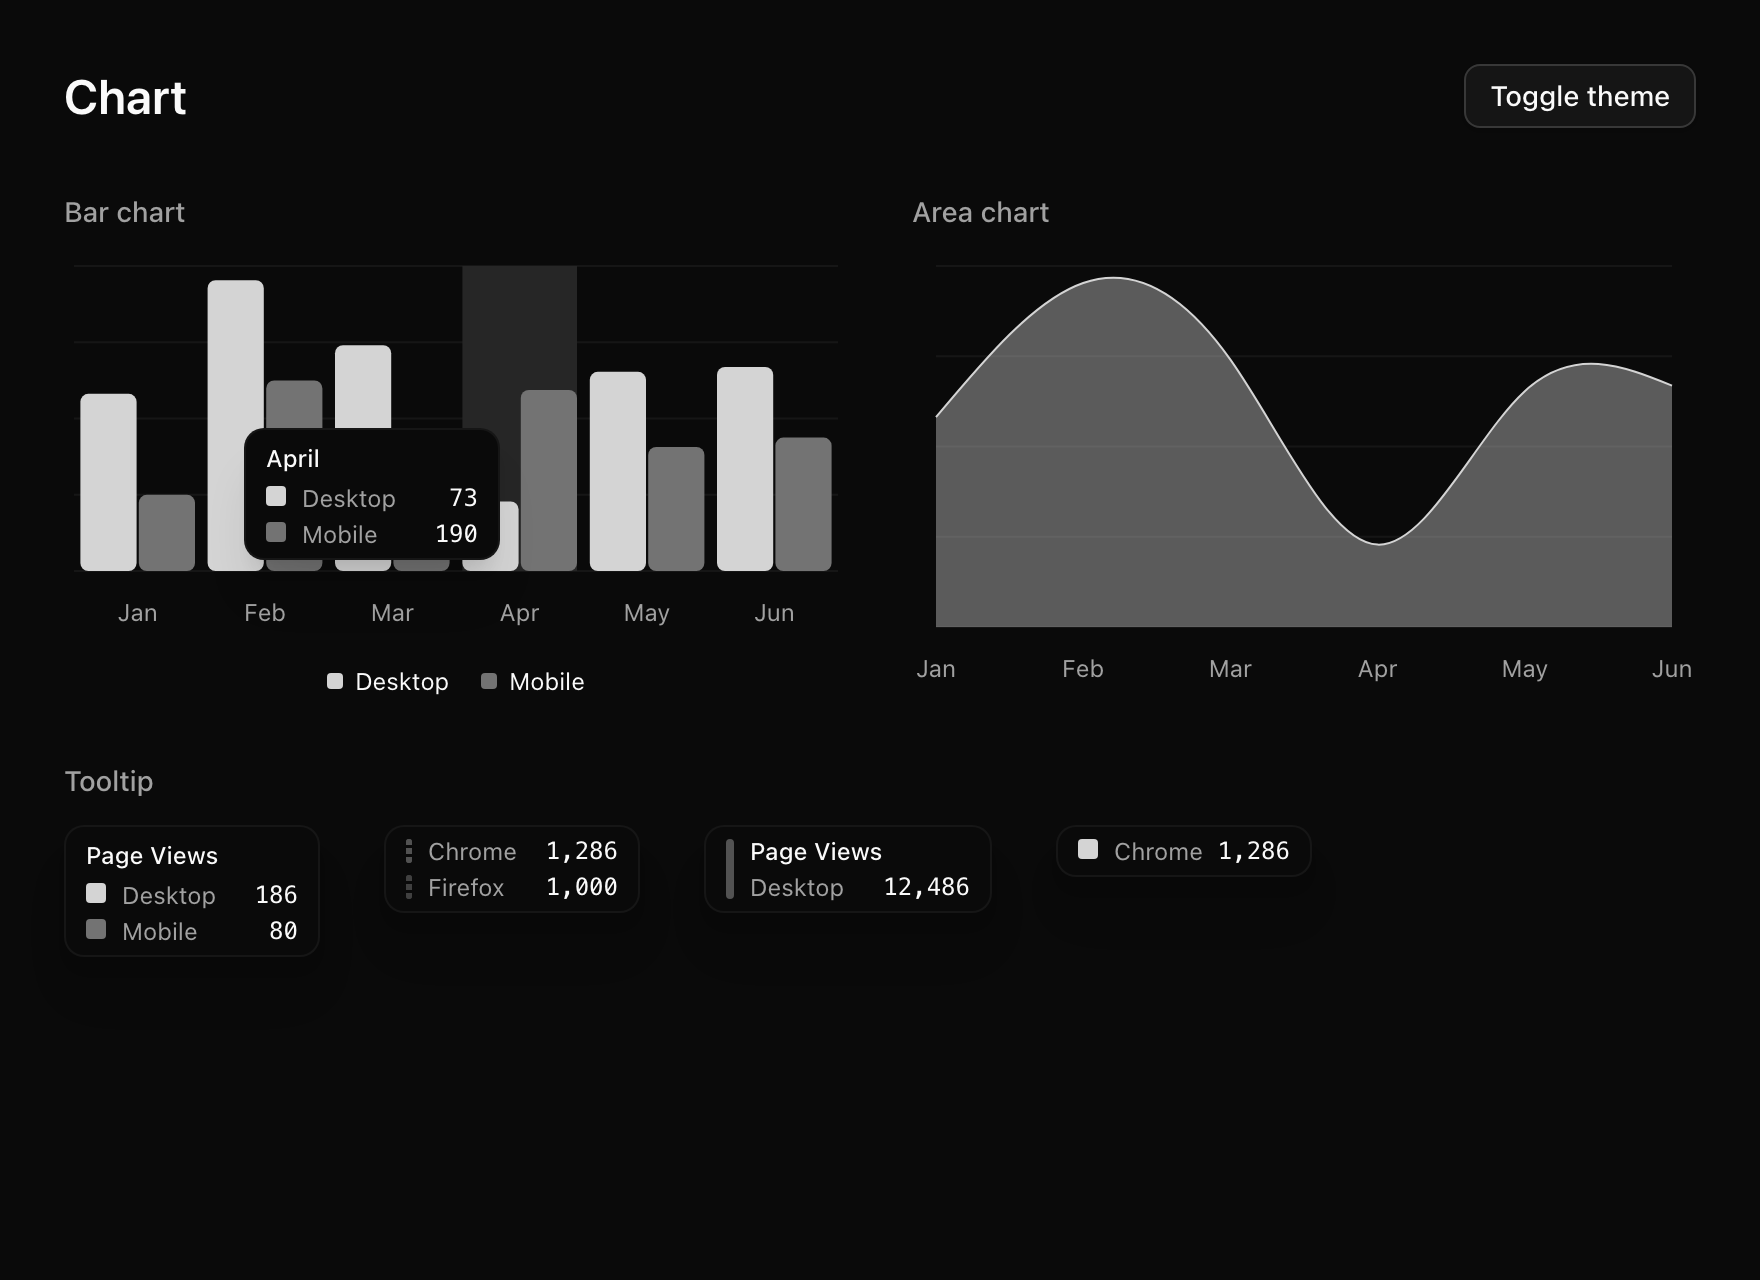 Chart
Toggle theme
Bar chart
April
Desktop 73
Mobile 190
Jan Feb Mar Apr May Jun
Desktop Mobile
Area chart
Jan Feb Mar Apr May Jun
Tooltip
Page Views
Desktop 186
Mobile 80
Chrome 1,286
Firefox 1,000
Page Views
Desktop 12,486
Chrome 1,286